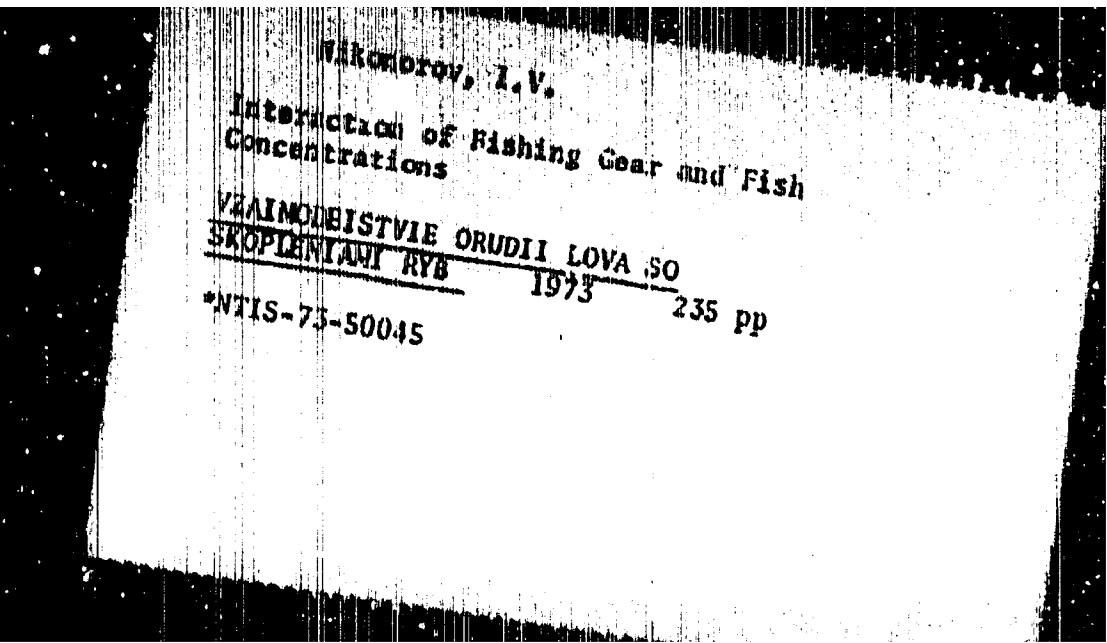 Nikonorov, I.V.
Interaction of Fishing Gear and Fish
Concentrations
VZAIMODEISTVIE ORUDII LOVA SO
SKOPLENIAMI RYB 1973 235 pp
*NTIS-73-50045